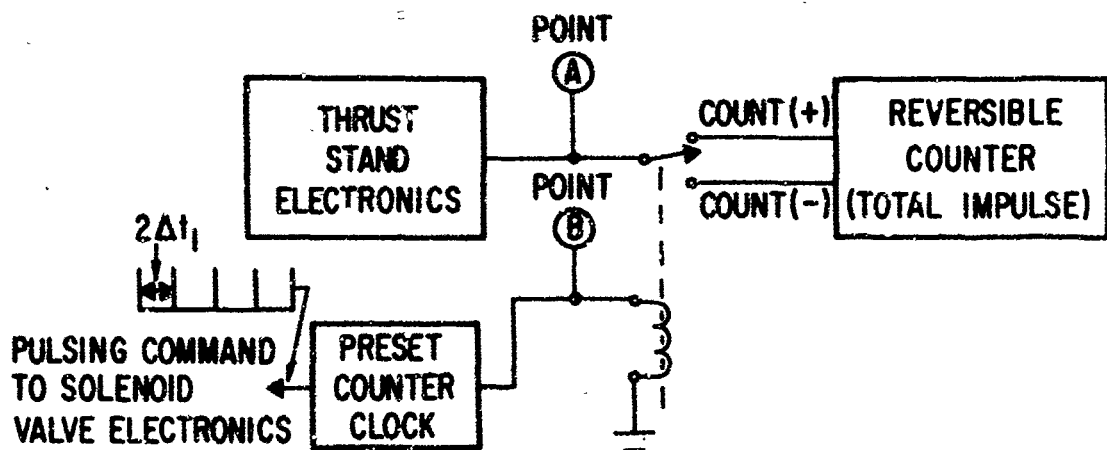 POINT
A
THRUST
STAND
ELECTRONICS
COUNT(+)
COUNT(-)
REVERSIBLE
COUNTER
(TOTAL IMPULSE)
POINT
B
2Δt1
PULSING COMMAND
TO SOLENOID
VALVE ELECTRONICS
PRESET
COUNTER
CLOCK